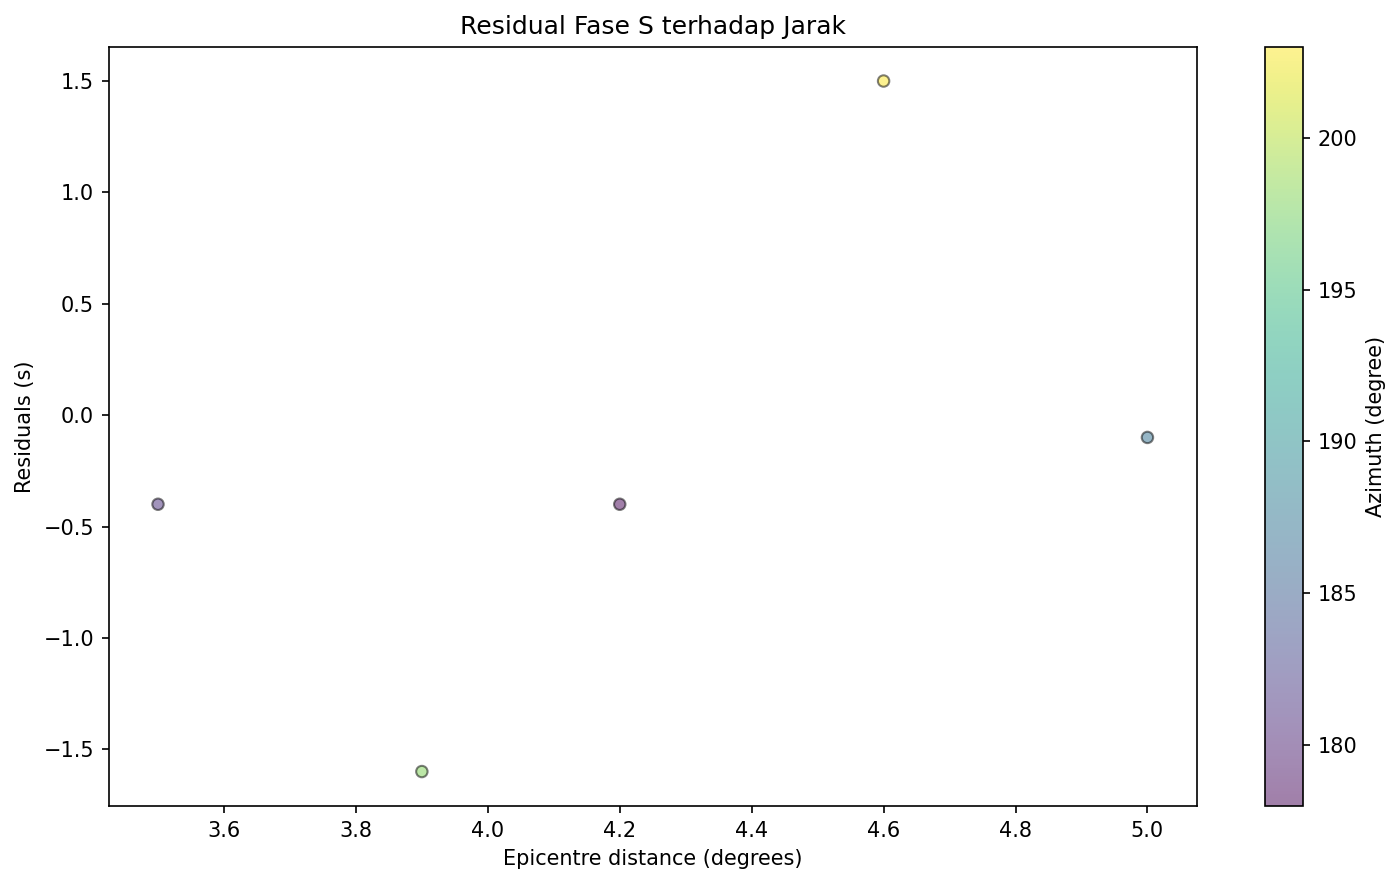 Residual Fase S terhadap Jarak
1.5
1.0
0.5
0.0
−0.5
−1.0
−1.5
Residuals (s)
3.6 3.8 4.0 4.2 4.4 4.6 4.8 5.0
Epicentre distance (degrees)
200
195
190
185
180
Azimuth (degree)